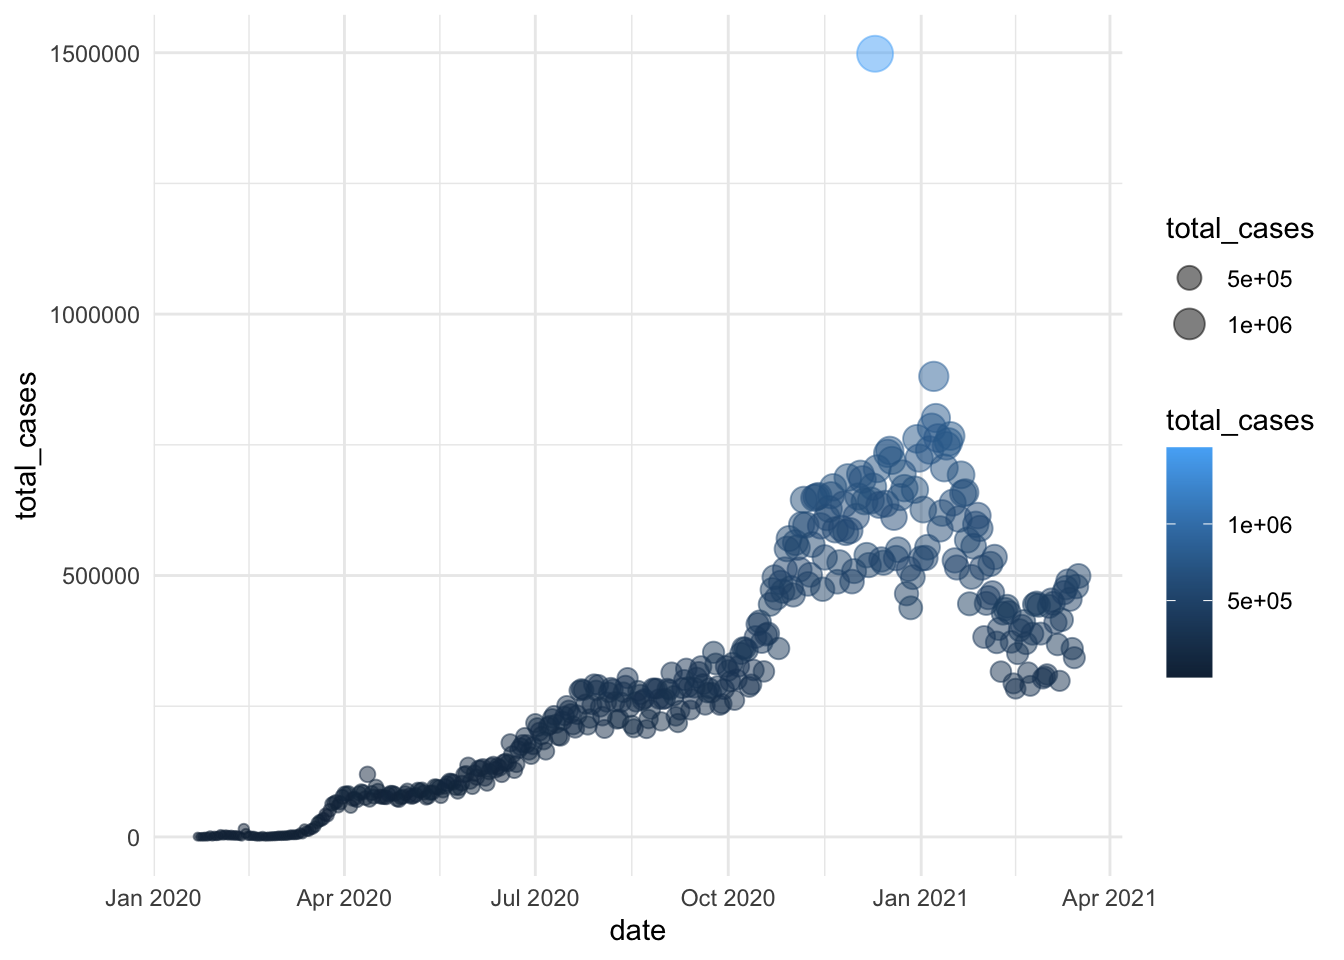 1500000
1000000
500000
0
total_cases
Jan 2020
Apr 2020
Jul 2020
Oct 2020
Jan 2021
Apr 2021
date
total_cases
5e+05
1e+06
total_cases
1e+06
5e+05